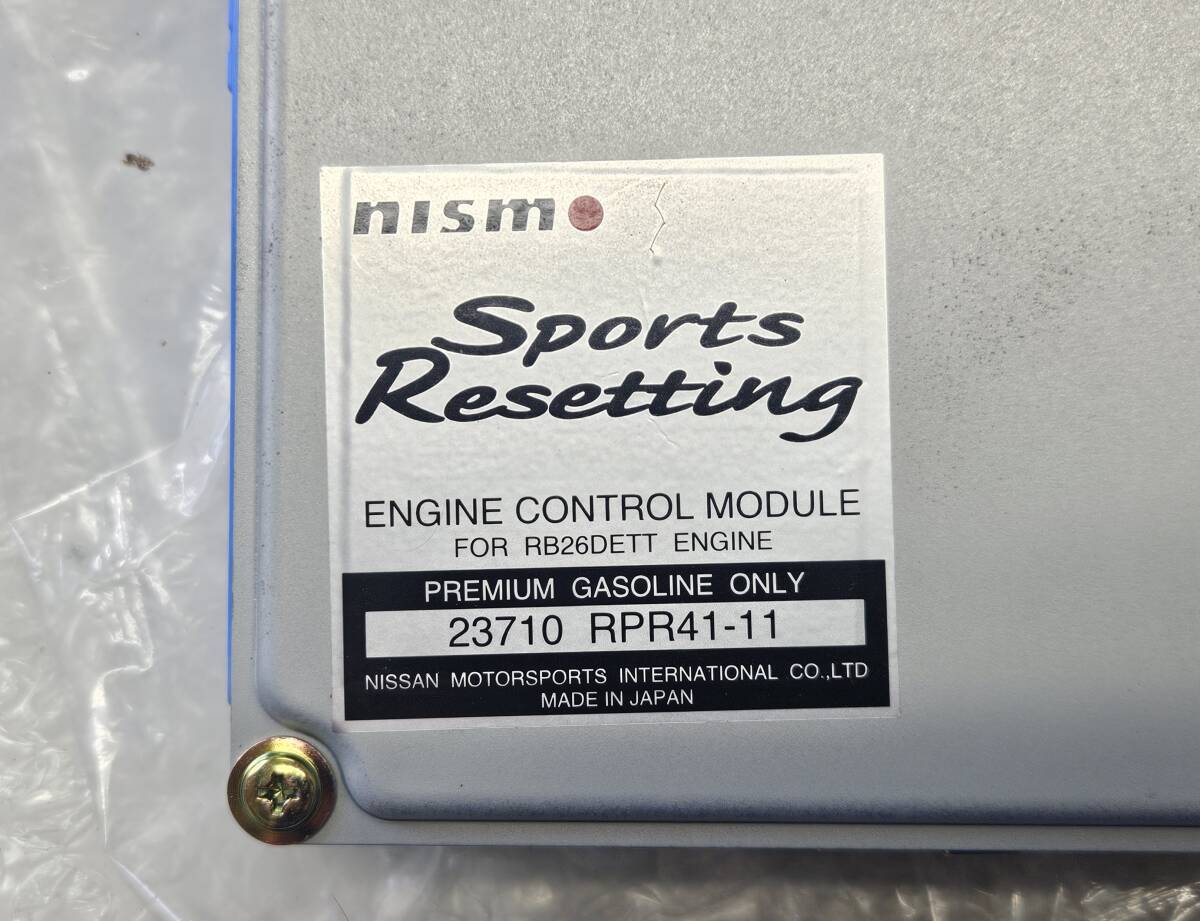 nismo
Sports
Resetting
ENGINE CONTROL MODULE
FOR RB26DETT ENGINE
PREMIUM GASOLINE ONLY
23710 RPR41-11
NISSAN MOTORSPORTS INTERNATIONAL CO.,LTD
MADE IN JAPAN